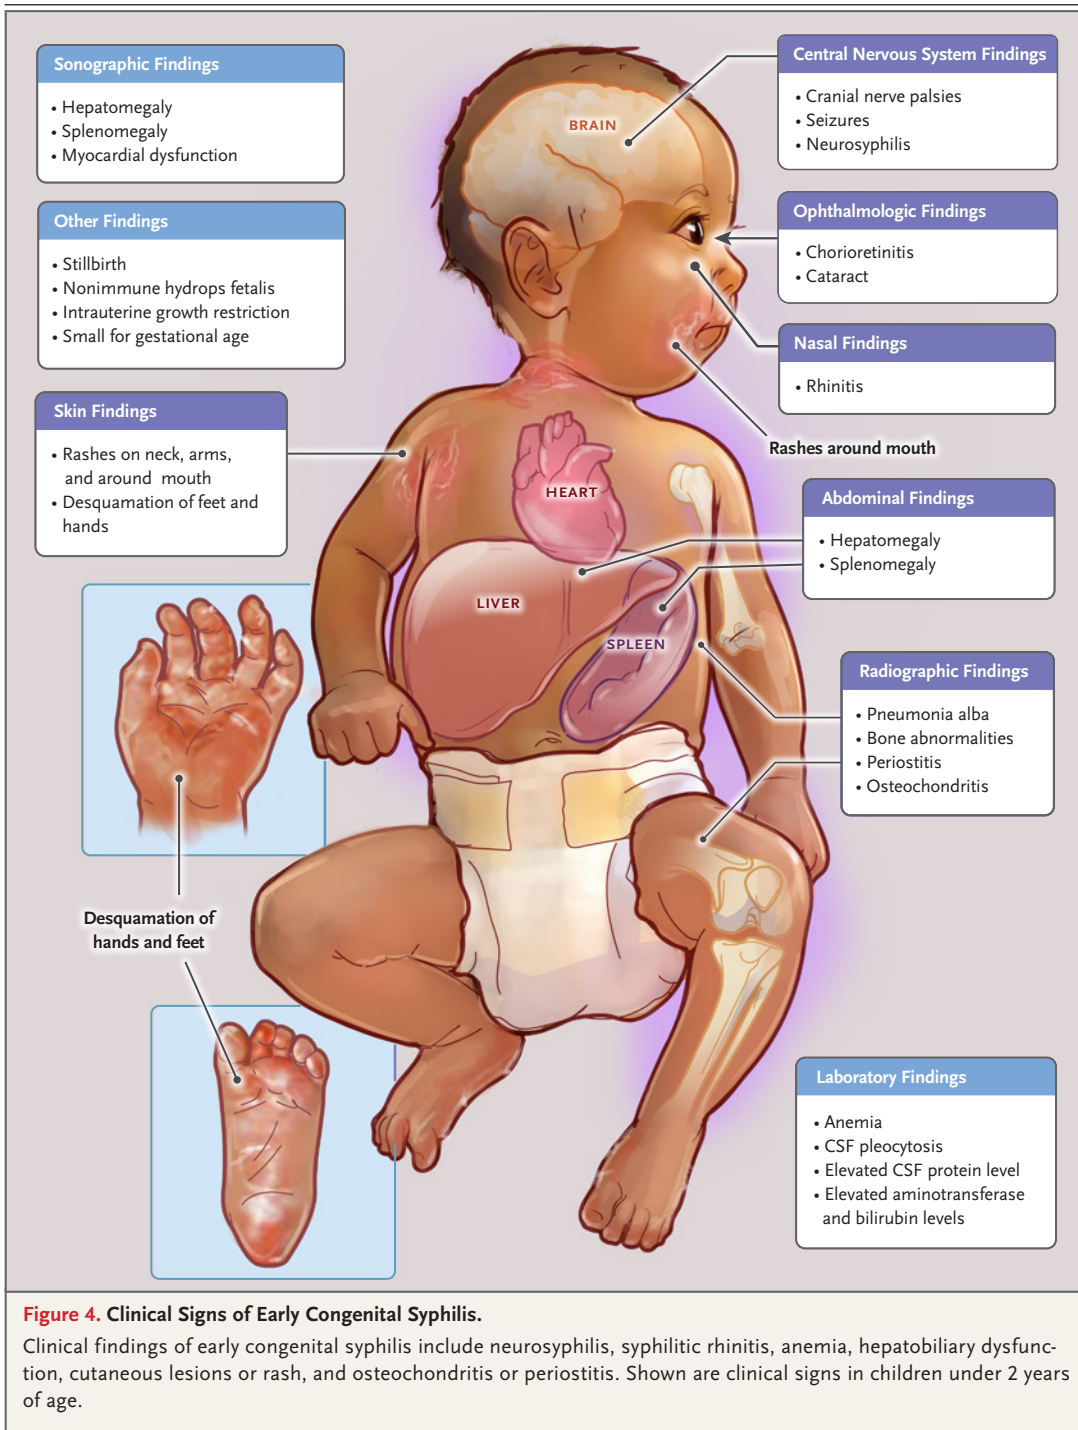 Sonographic Findings
• Hepatomegaly
• Splenomegaly
• Myocardial dysfunction
Other Findings
• Stillbirth
• Nonimmune hydrops fetalis
• Intrauterine growth restriction
• Small for gestational age
Skin Findings
• Rashes on neck, arms,
and around mouth
• Desquamation of feet and
hands
Desquamation of
hands and feet
BRAIN
HEART
LIVER
SPLEEN
Central Nervous System Findings
• Cranial nerve palsies
• Seizures
• Neurosyphilis
Ophthalmologic Findings
• Chorioretinitis
• Cataract
Nasal Findings
• Rhinitis
Rashes around mouth
Abdominal Findings
• Hepatomegaly
• Splenomegaly
Radiographic Findings
• Pneumonia alba
• Bone abnormalities
• Periostitis
• Osteochondritis
Laboratory Findings
• Anemia
• CSF pleocytosis
• Elevated CSF protein level
• Elevated aminotransferase
and bilirubin levels
Figure 4. Clinical Signs of Early Congenital Syphilis.
Clinical findings of early congenital syphilis include neurosyphilis, syphilitic rhinitis, anemia, hepatobiliary dysfunc-
tion, cutaneous lesions or rash, and osteochondritis or periostitis. Shown are clinical signs in children under 2 years
of age.